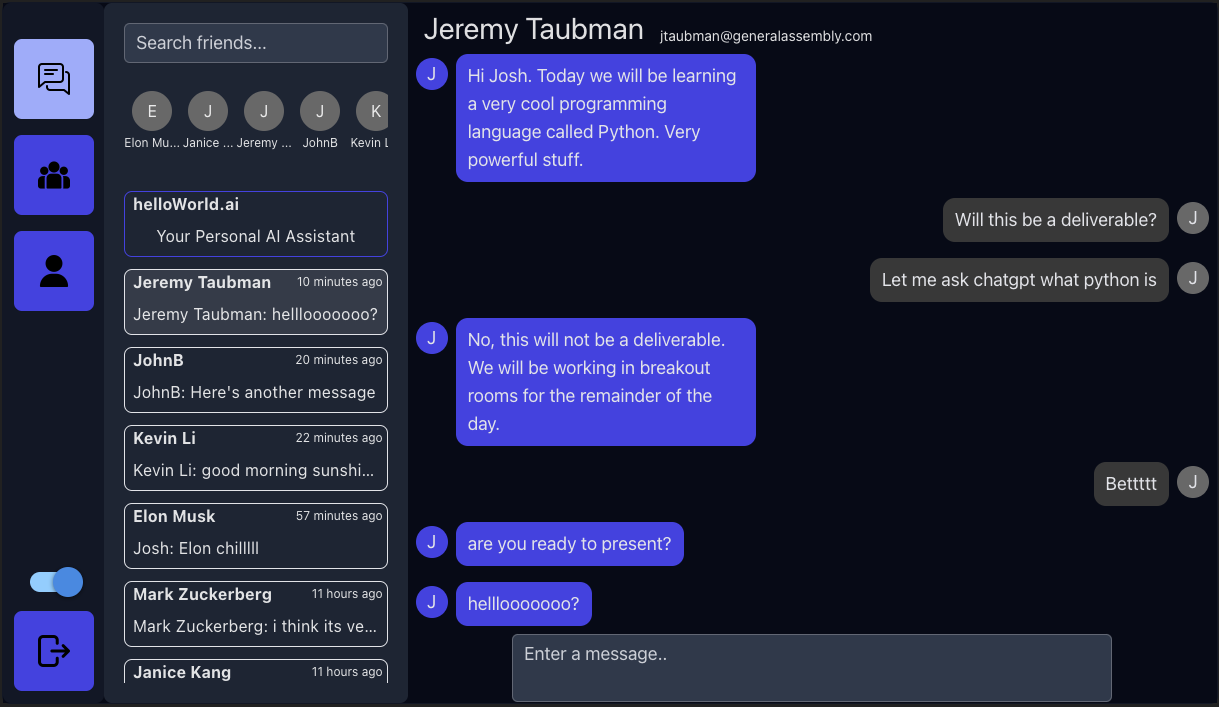 Search friends...
E
J
J
J
K
Elon Mu...
Janice ...
Jeremy ...
JohnB
Kevin L
helloWorld.ai
Your Personal AI Assistant
Jeremy Taubman
10 minutes ago
Jeremy Taubman: helllooooooo?
JohnB
20 minutes ago
JohnB: Here's another message
Kevin Li
22 minutes ago
Kevin Li: good morning sunshi...
Elon Musk
57 minutes ago
Josh: Elon chilllll
Mark Zuckerberg
11 hours ago
Mark Zuckerberg: i think its ve...
Janice Kang
11 hours ago
Jeremy Taubman
jtaubman@generalassembly.com
J
Hi Josh. Today we will be learning
a very cool programming
language called Python. Very
powerful stuff.
Will this be a deliverable?
J
Let me ask chatgpt what python is
J
J
No, this will not be a deliverable.
We will be working in breakout
rooms for the remainder of the
day.
Bettttt
J
J
are you ready to present?
J
helllooooooo?
Enter a message..